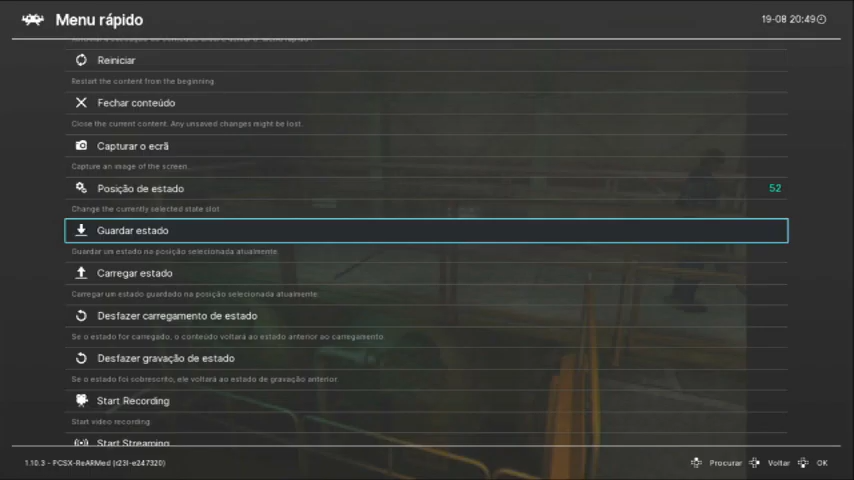 Menu rápido
19-08 20:49
Reiniciar
Restart the content from the beginning.
Fechar conteúdo
Close the current content. Any unsaved changes might be lost.
Capturar o ecrã
Capture an image of the screen.
Posição de estado
52
Change the currently selected state slot.
Guardar estado
Guardar um estado na posição selecionada atualmente.
Carregar estado
Carregar um estado guardado na posição selecionada atualmente.
Desfazer carregamento de estado
Se o estado for carregado, o conteúdo voltará ao estado anterior ao carregamento.
Desfazer gravação de estado
Se o estado foi sobrescrito, ele voltará ao estado de gravação anterior.
Start Recording
Start video recording.
Start Streaming
1.10.3 - PCSX-ReARMed (r23l-e247320)
Procurar
Voltar
OK